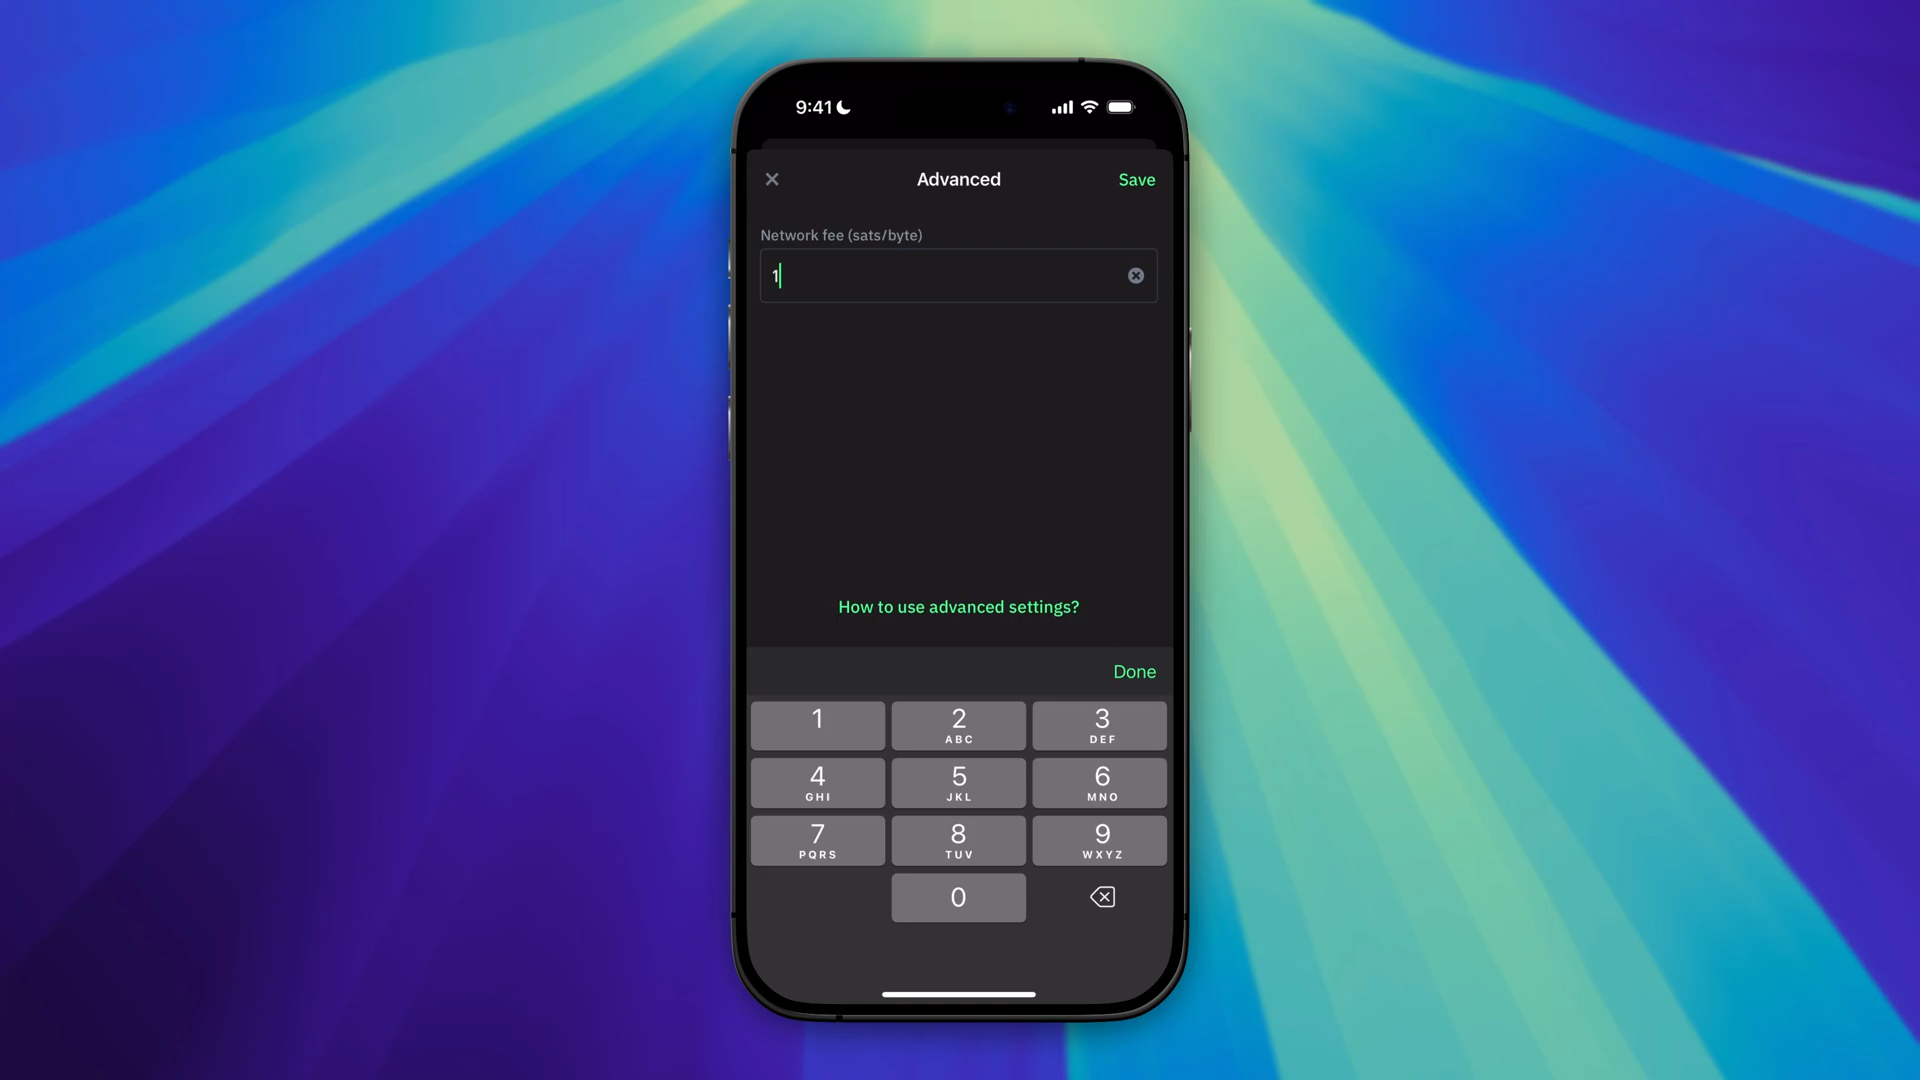 9:41
Advanced
Save
Network fee (sats/byte)
1
How to use advanced settings?
Done
1
2
ABC
3
DEF
4
GHI
5
JKL
6
MNO
7
PQRS
8
TUV
9
WXYZ
0